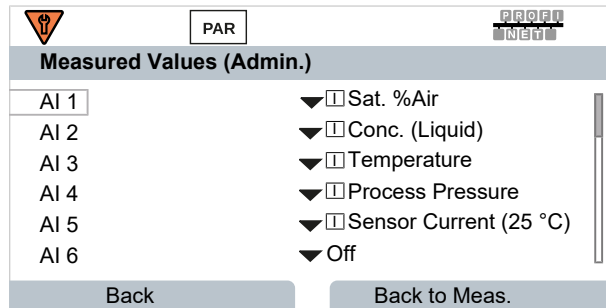 PAR
PROFI
NET
Measured Values (Admin.)
AI 1 I Sat. %Air
AI 2 I Conc. (Liquid)
AI 3 I Temperature
AI 4 I Process Pressure
AI 5 I Sensor Current (25 °C)
AI 6 Off
Back Back to Meas.